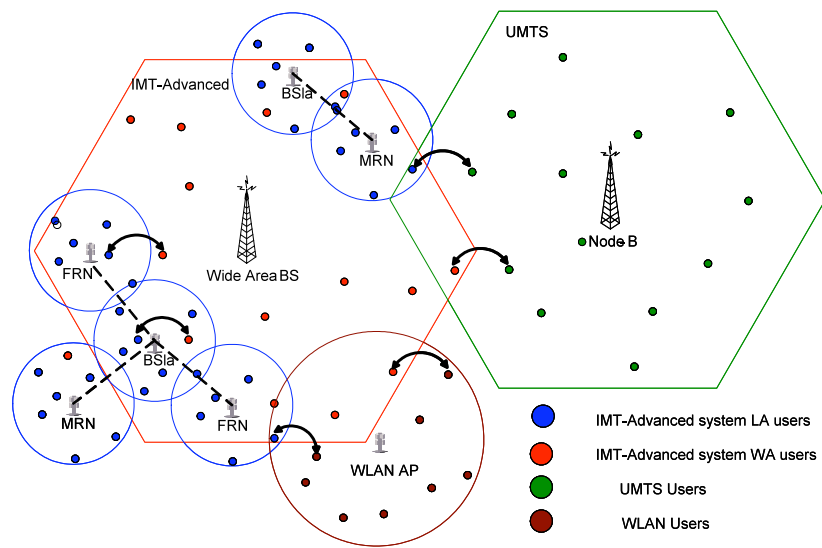 UMTS
IMT-Advanced
BSla
MRN
Node B
FRN
Wide Area BS
BSla
MRN
FRN
WLAN AP
IMT-Advanced system LA users
IMT-Advanced system WA users
UMTS Users
WLAN Users